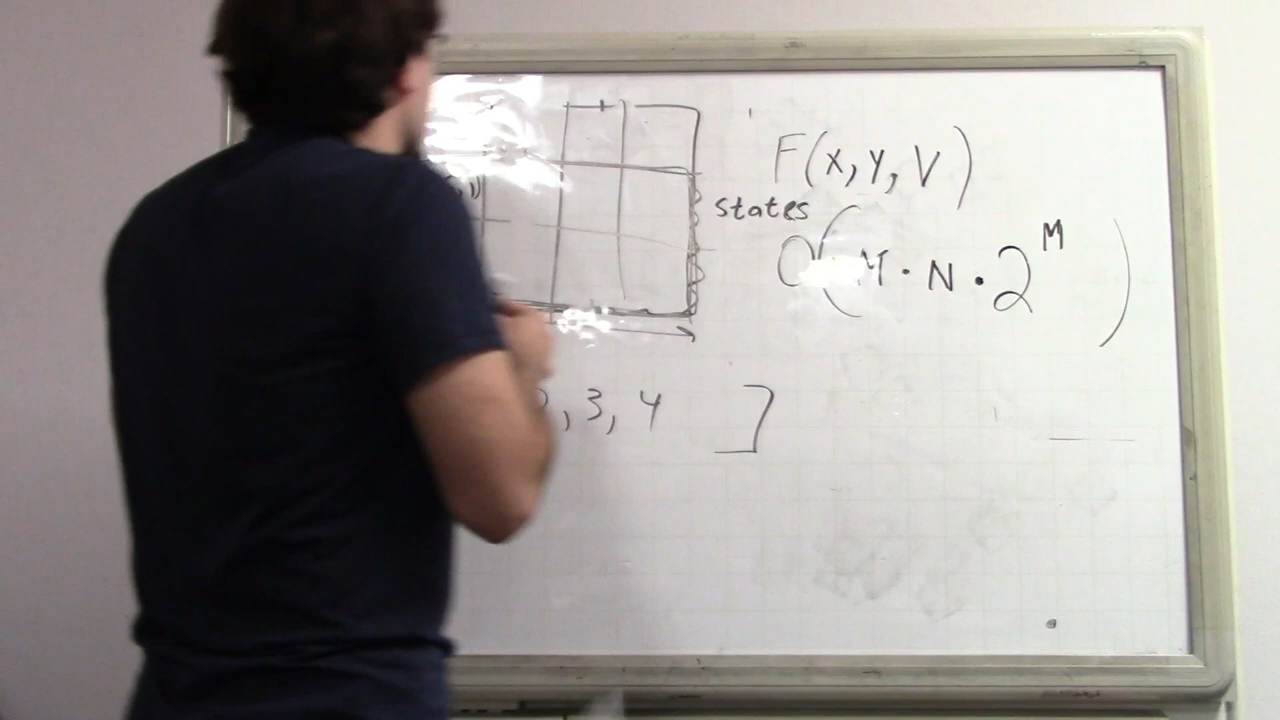 F(X, Y, V)
states
O(M · N · 2^M)
, 3, 4 ]